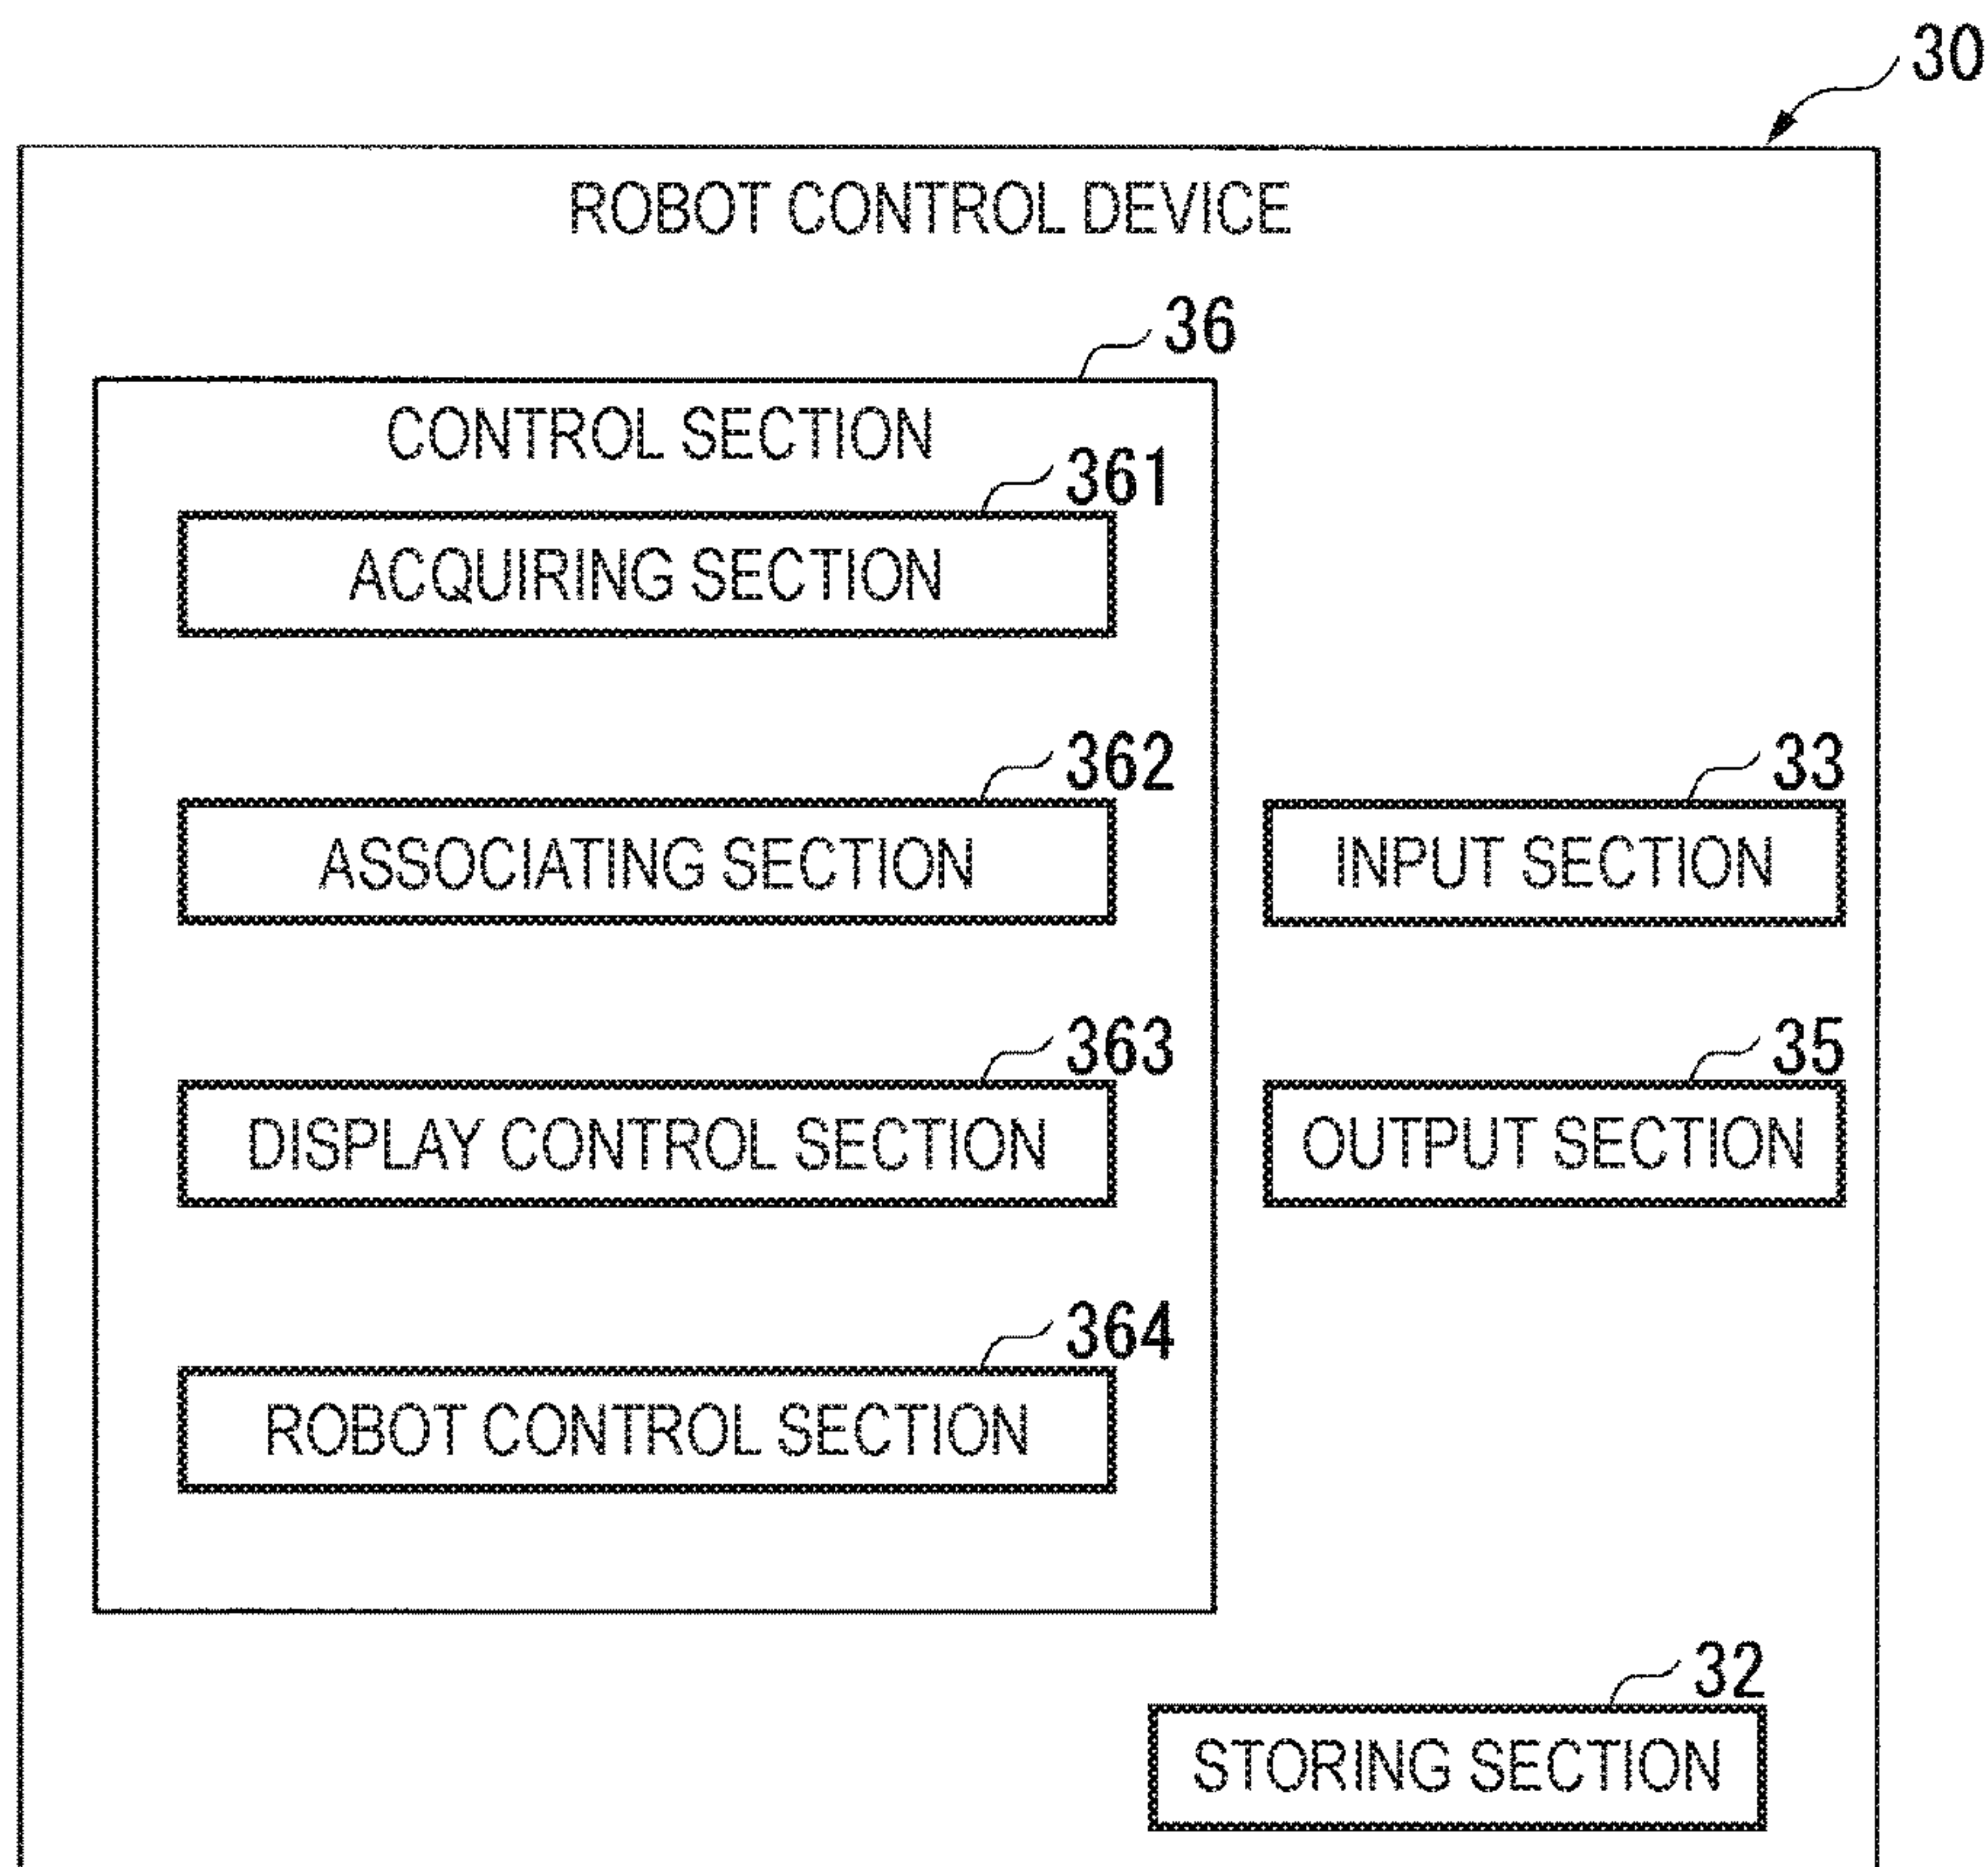 30
ROBOT CONTROL DEVICE
36
CONTROL SECTION
361
ACQUIRING SECTION
362
ASSOCIATING SECTION
33
INPUT SECTION
363
DISPLAY CONTROL SECTION
35
OUTPUT SECTION
364
ROBOT CONTROL SECTION
32
STORING SECTION